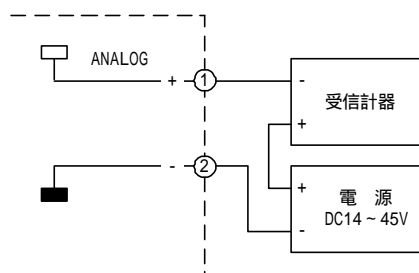 ANALOG
+ 1 -
受信計器
+
- 2
+
電 源
DC14 ~ 45V
-